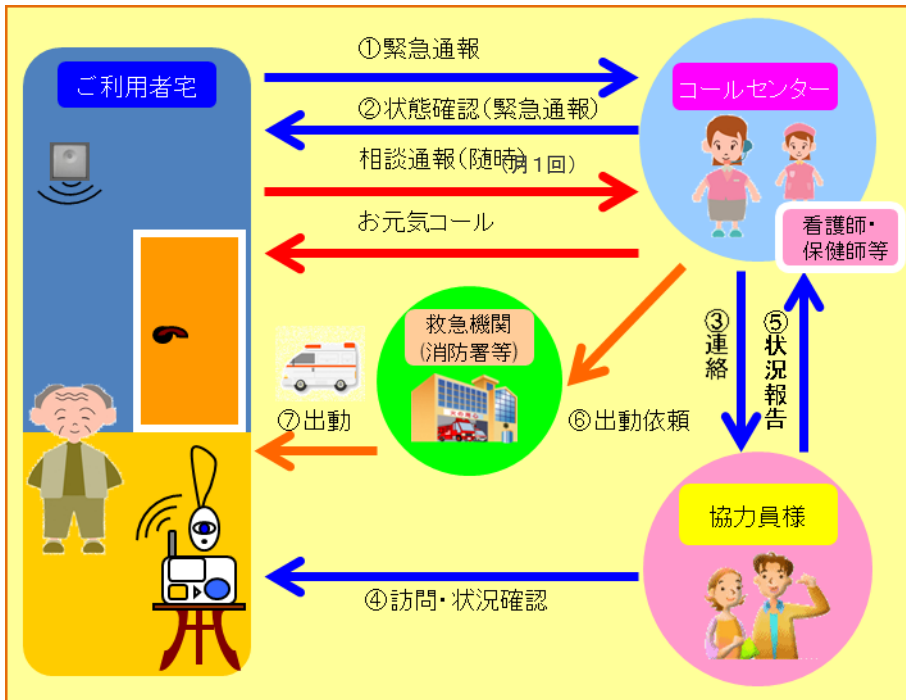 ①緊急通報
ご利用者宅
コールセンター
②状態確認(緊急通報)
相談通報(随時)
(月1回)
お元気コール
看護師・
保健師等
救急機関
(消防署等)
③連絡
⑤状況報告
⑦出動
⑥出動依頼
協力員様
④訪問・状況確認